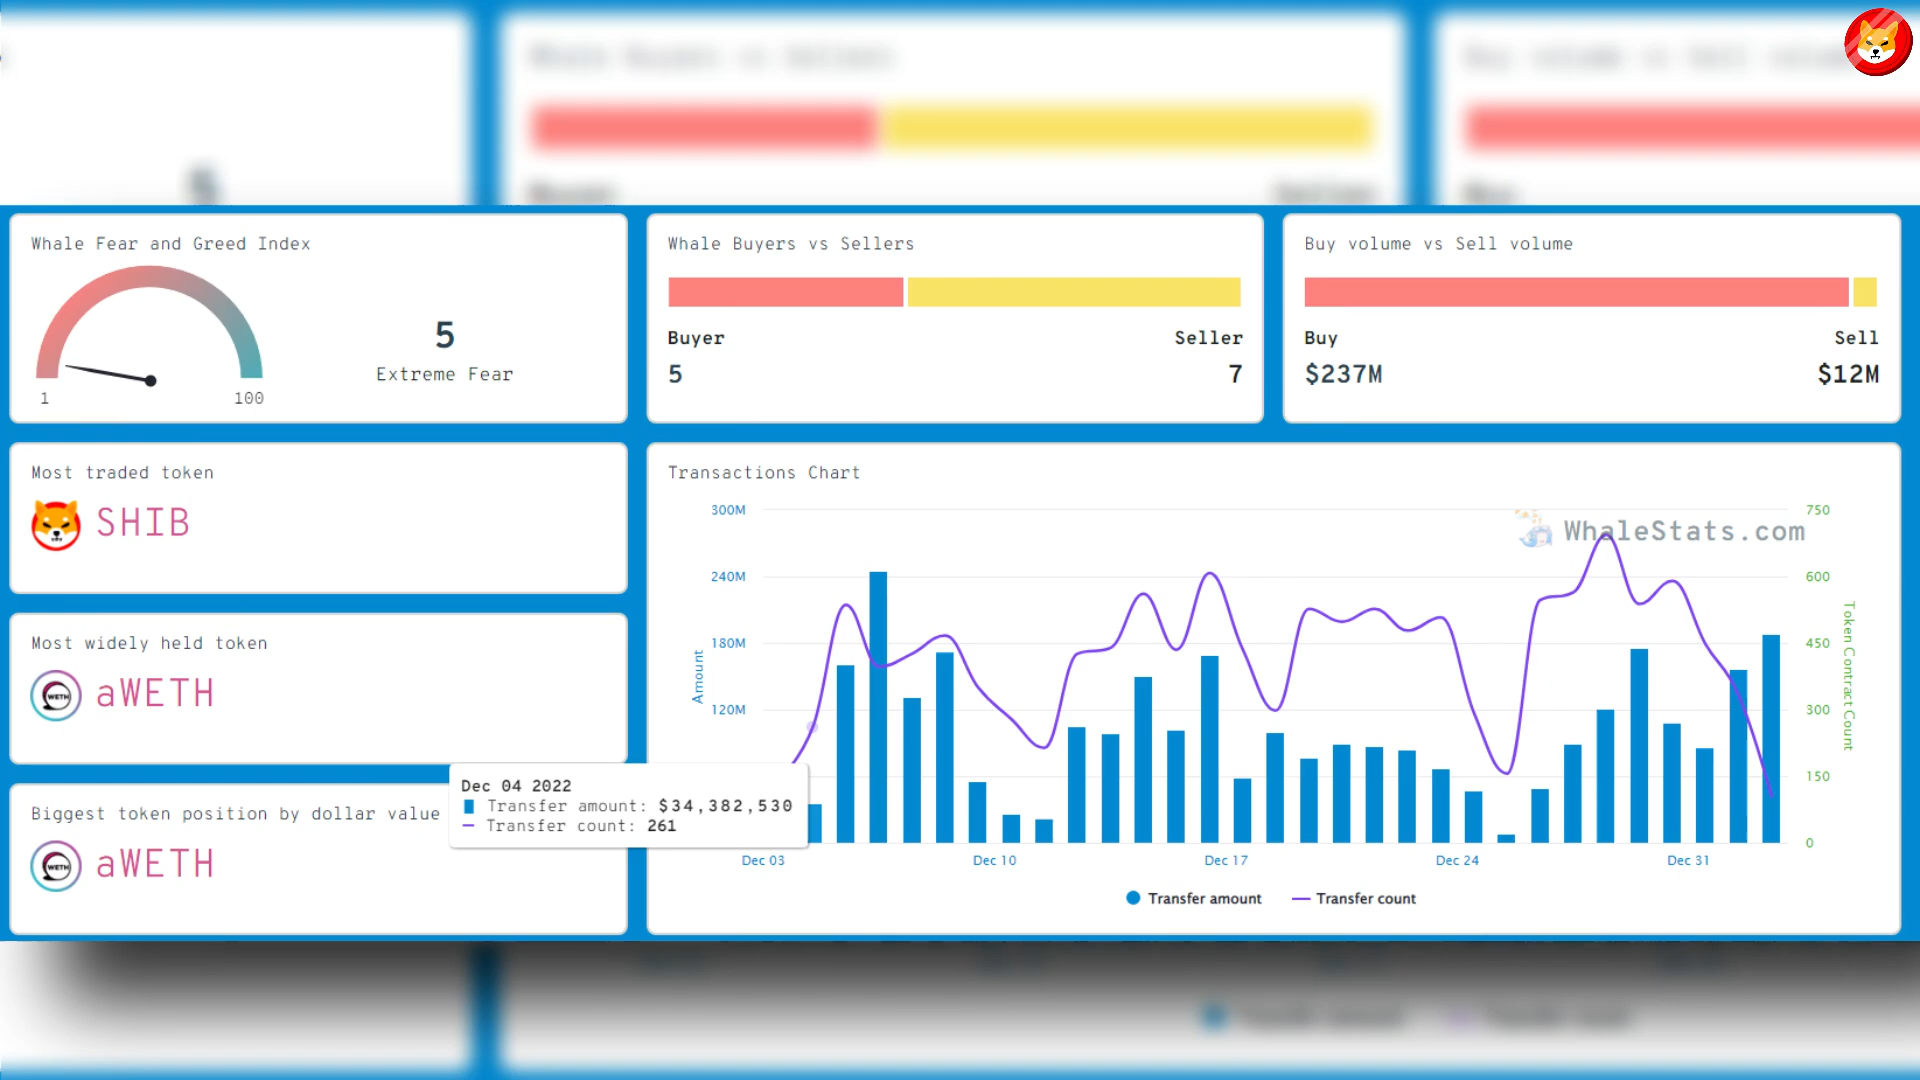 Whale Fear and Greed Index
5
Extreme Fear
1
100
Whale Buyers vs Sellers
Buyer
Seller
5
7
Buy volume vs Sell volume
Buy
Sell
$237M
$12M
Most traded token
SHIB
Most widely held token
WETH
aWETH
Biggest token position by dollar value
WETH
aWETH
Transactions Chart
WhaleStats.com
300M
240M
180M
120M
Amount
750
600
450
300
150
0
Token Contract Count
Dec 04 2022
Transfer amount: $34,382,530
Transfer count: 261
Dec 03
Dec 10
Dec 17
Dec 24
Dec 31
Transfer amount
Transfer count